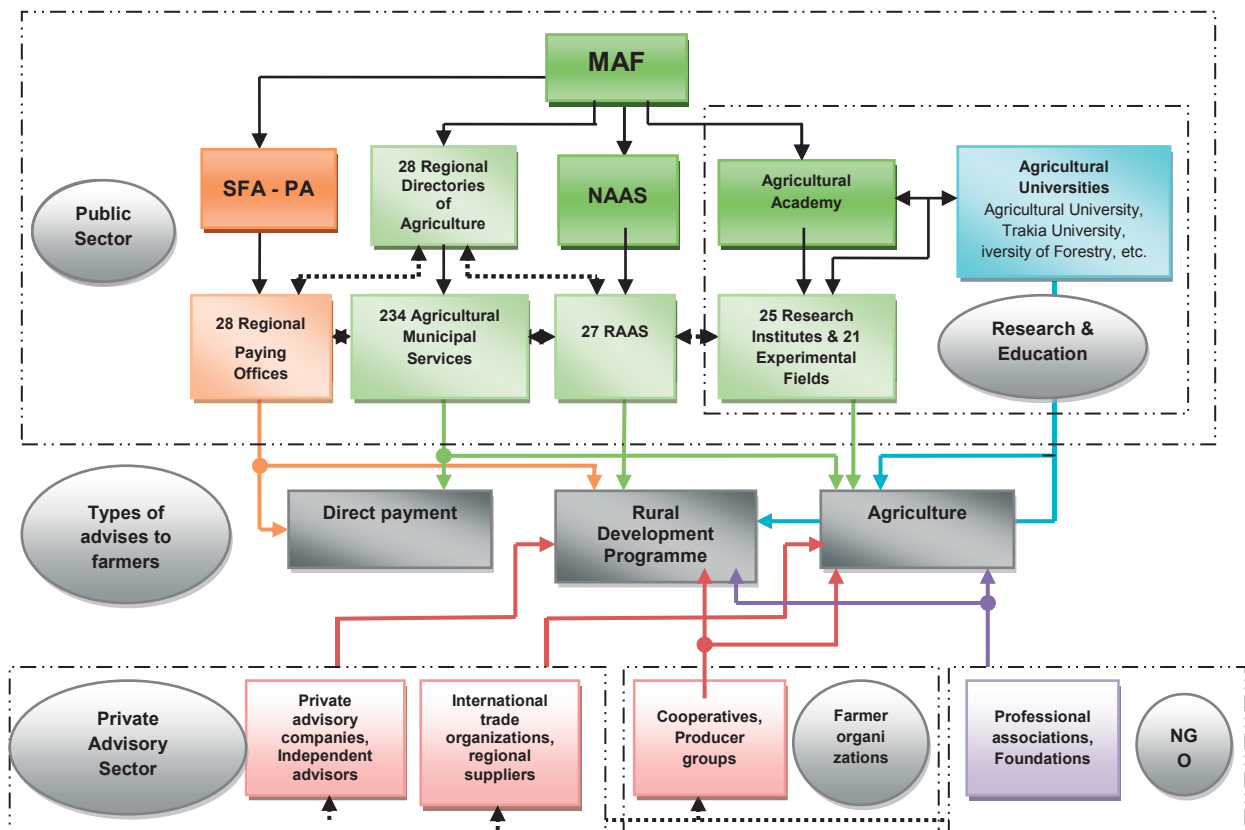 MAF
SFA - PA
28 Regional
Directories
of
Agriculture
NAAS
Agricultural
Academy
Agricultural
Universities
Agricultural University,
Trakia University,
iversity of Forestry, etc.
Public
Sector
28 Regional
Paying
Offices
234 Agricultural
Municipal
Services
27 RAAS
25 Research
Institutes & 21
Experimental
Fields
Research &
Education
Types of
advises to
farmers
Direct payment
Rural
Development
Programme
Agriculture
Private
Advisory
Sector
Private
advisory
companies,
Independent
advisors
International
trade
organizations,
regional
suppliers
Cooperatives,
Producer
groups
Farmer
organi
zations
Professional
associations,
Foundations
NG
O